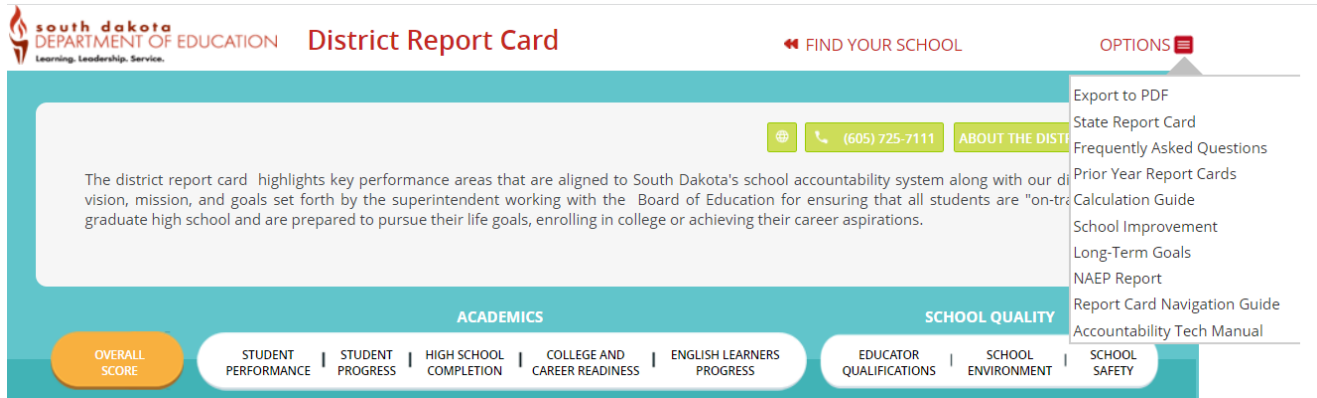 south dakota
DEPARTMENT OF EDUCATION
Learning. Leadership. Service.
District Report Card
FIND YOUR SCHOOL
OPTIONS
Export to PDF
State Report Card
Frequently Asked Questions
Prior Year Report Cards
Calculation Guide
School Improvement
Long-Term Goals
NAEP Report
Report Card Navigation Guide
Accountability Tech Manual
(605) 725-7111
ABOUT THE
The district report card highlights key performance areas that are aligned to South Dakota's school accountability system along with our
vision, mission, and goals set forth by the superintendent working with the Board of Education for ensuring that all students are
graduate high school and are prepared to pursue their life goals, enrolling in college or achieving their career aspirations.
ACADEMICS
SCHOOL QUALITY
OVERALL
SCORE
STUDENT
PERFORMANCE
STUDENT
PROGRESS
HIGH SCHOOL
COMPLETION
COLLEGE AND
CAREER READINESS
ENGLISH LEARNERS
PROGRESS
EDUCATOR
QUALIFICATIONS
SCHOOL
ENVIRONMENT
SCHOOL
SAFETY